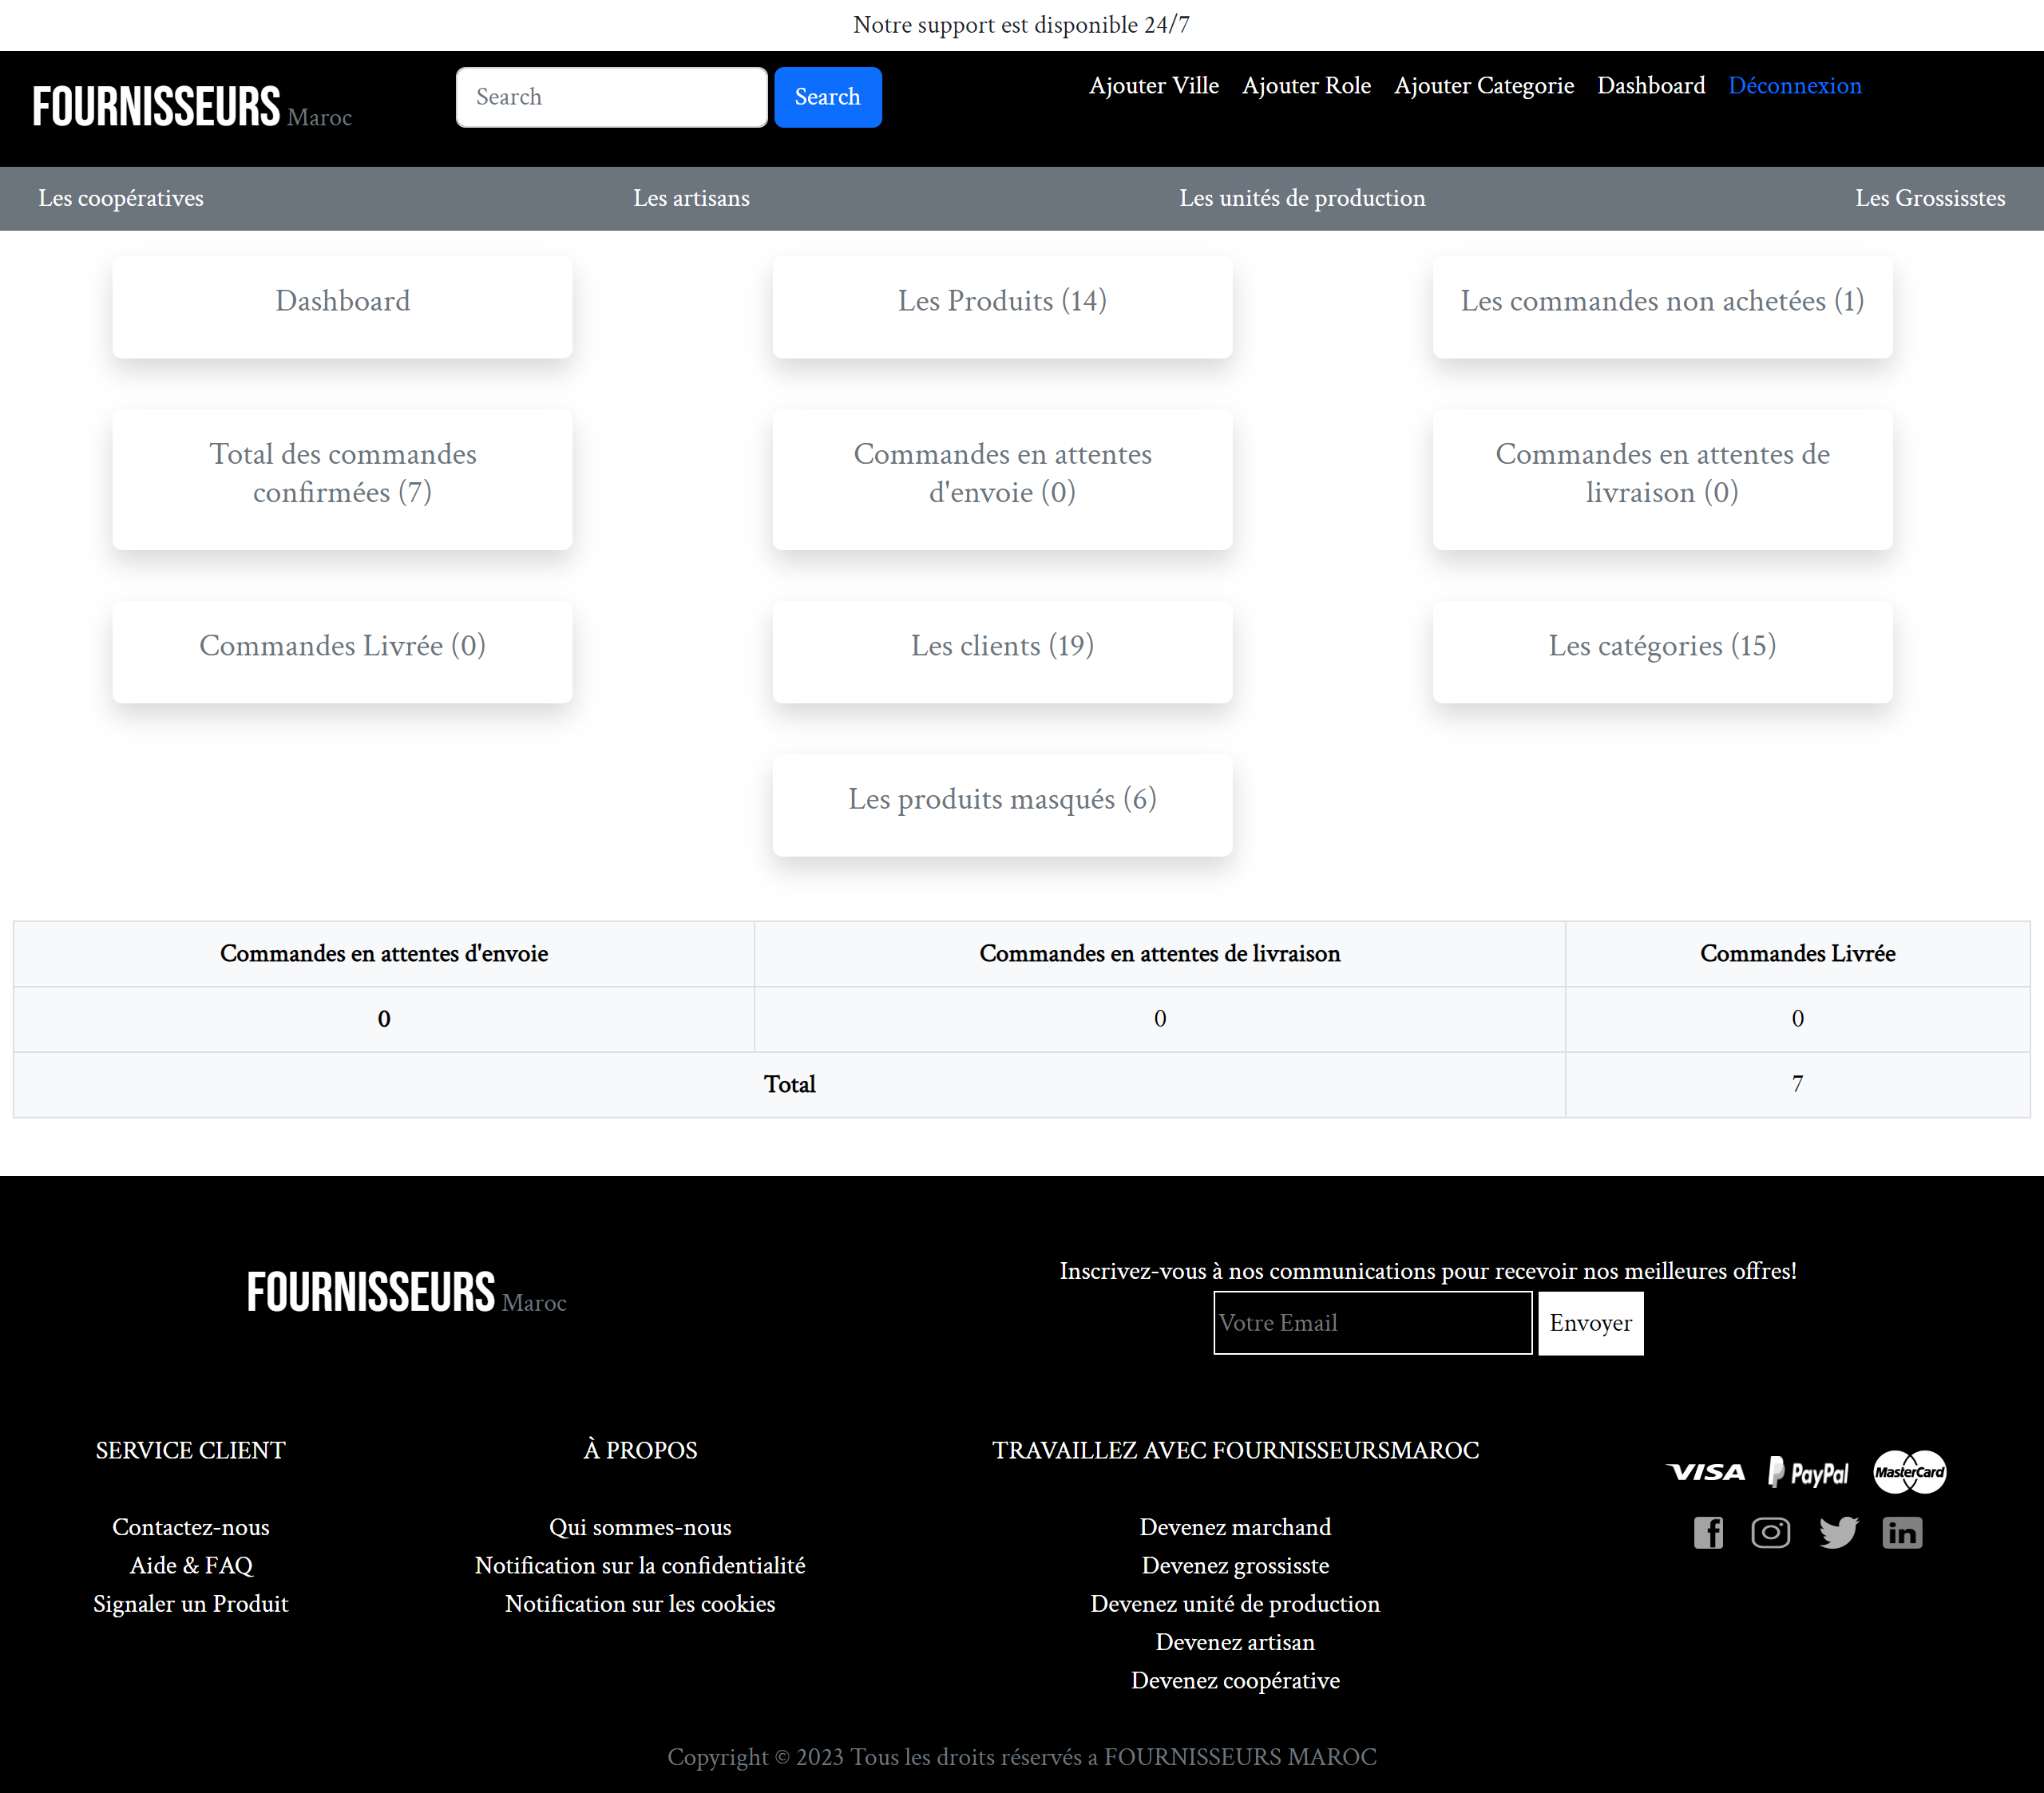 Notre support est disponible 24/7
FOURNISSEURS Maroc
Search
Search
Ajouter Ville Ajouter Role Ajouter Categorie Dashboard Déconnexion
Les coopératives Les artisans Les unités de production Les Grossisstes
Dashboard
Les Produits (14)
Les commandes non achetées (1)
Total des commandes
confirmées (7)
Commandes en attentes
d'envoie (0)
Commandes en attentes de
livraison (0)
Commandes Livrée (0)
Les clients (19)
Les catégories (15)
Les produits masqués (6)
Commandes en attentes d'envoie Commandes en attentes de livraison Commandes Livrée
0 0 0
Total 7
FOURNISSEURS Maroc
Inscrivez-vous à nos communications pour recevoir nos meilleures offres!
Votre Email Envoyer
SERVICE CLIENT
Contactez-nous
Aide & FAQ
Signaler un Produit
À PROPOS
Qui sommes-nous
Notification sur la confidentialité
Notification sur les cookies
TRAVAILLEZ AVEC FOURNISSEURSMAROC
Devenez marchand
Devenez grossisste
Devenez unité de production
Devenez artisan
Devenez coopérative
VISA PayPal MasterCard
Copyright © 2023 Tous les droits réservés a FOURNISSEURS MAROC